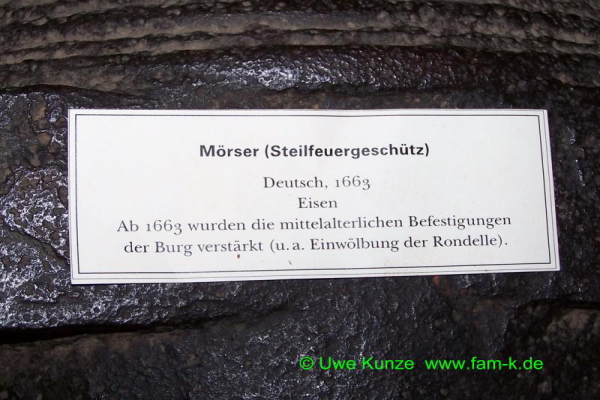 Mörser (Steilfeuergeschütz)
Deutsch, 1663
Eisen
Ab 1663 wurden die mittelalterlichen Befestigungen
der Burg verstärkt (u. a. Einwölbung der Rondelle).
© Uwe Kunze www.fam-k.de